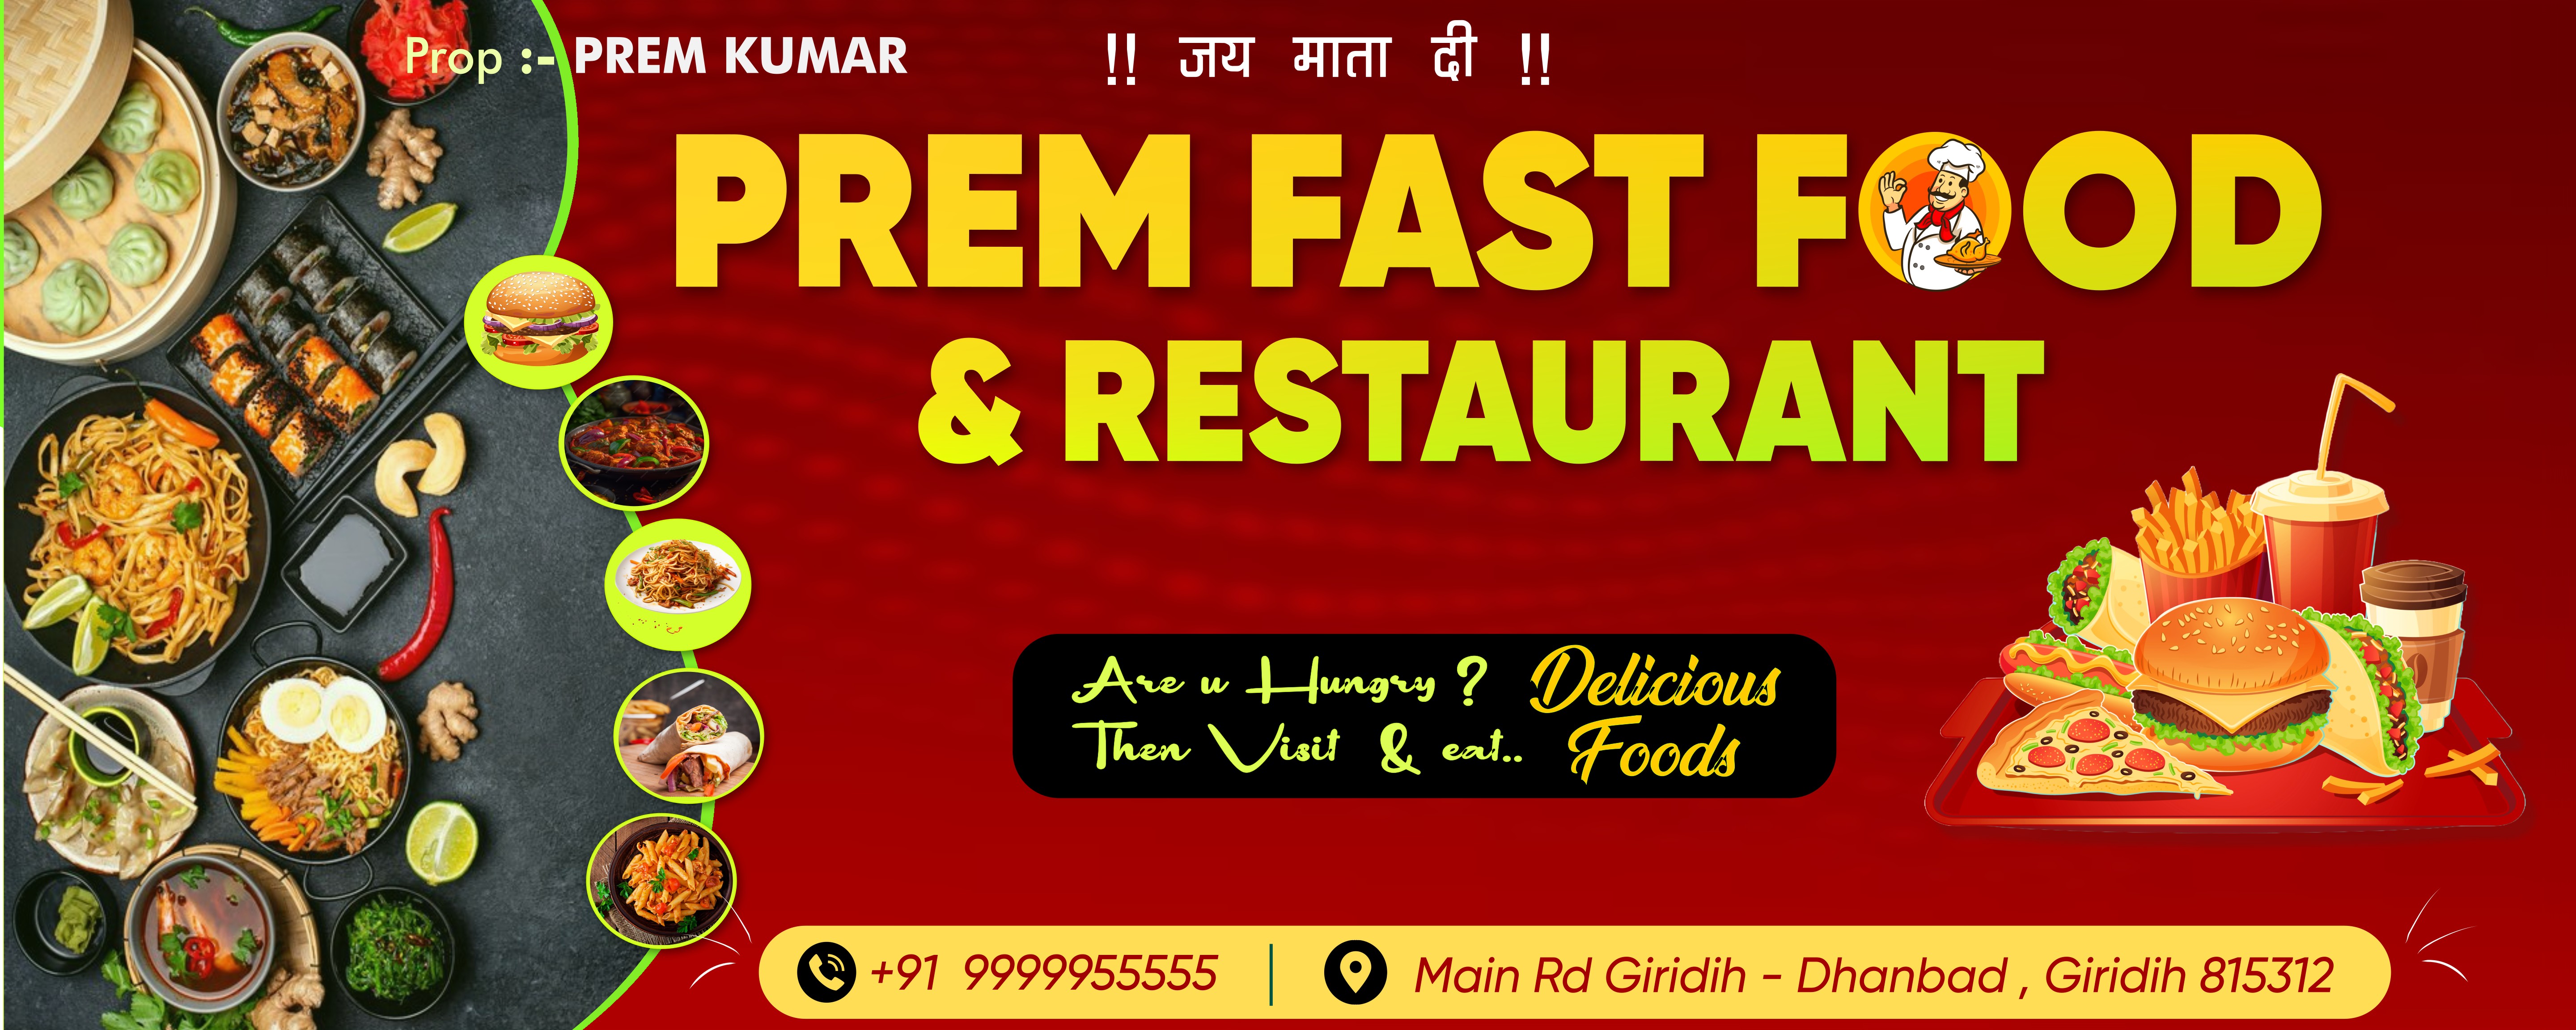 Prop :- PREM KUMAR
!! जय माता दी !!
PREM FAST FOOD
& RESTAURANT
Are u Hungry ? Delicious
Then Visit & eat.. Foods
+91 9999955555 | Main Rd Giridih - Dhanbad , Giridih 815312